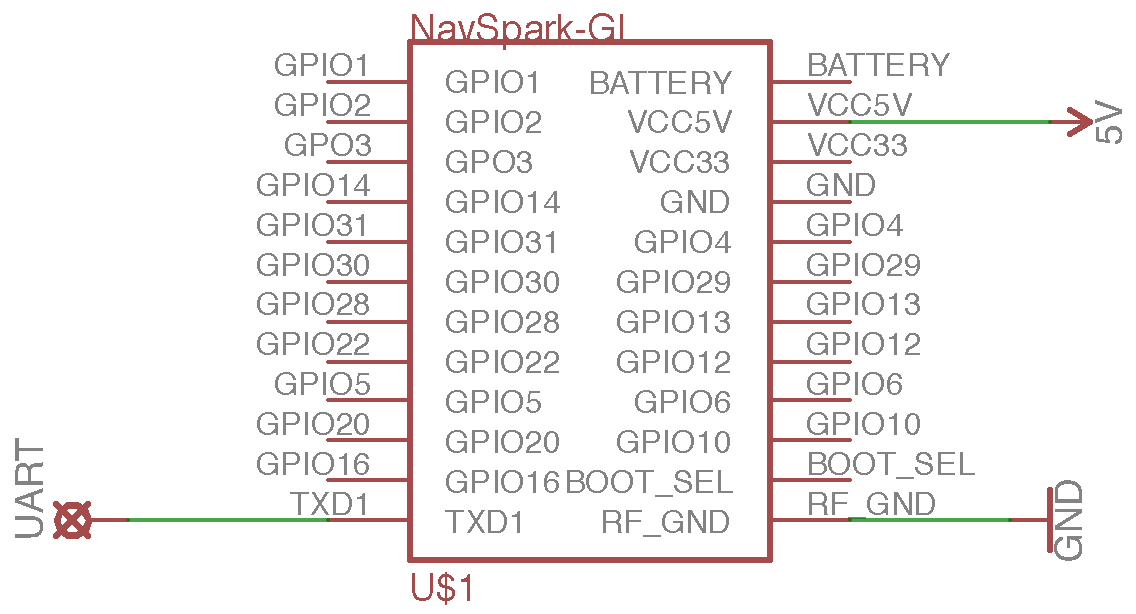 NavSpark-GI
GPIO1 GPIO1 BATTERY BATTERY
GPIO2 GPIO2 VCC5V VCC5V 5V
GPO3 GPO3 VCC33 VCC33
GPIO14 GPIO14 GND GND
GPIO31 GPIO31 GPIO4 GPIO4
GPIO30 GPIO30 GPIO29 GPIO29
GPIO28 GPIO28 GPIO13 GPIO13
GPIO22 GPIO22 GPIO12 GPIO12
GPIO5 GPIO5 GPIO6 GPIO6
GPIO20 GPIO20 GPIO10 GPIO10
GPIO16 GPIO16 BOOT_SEL BOOT_SEL
UART TXD1 TXD1 RF_GND RF_GND GND
U$1